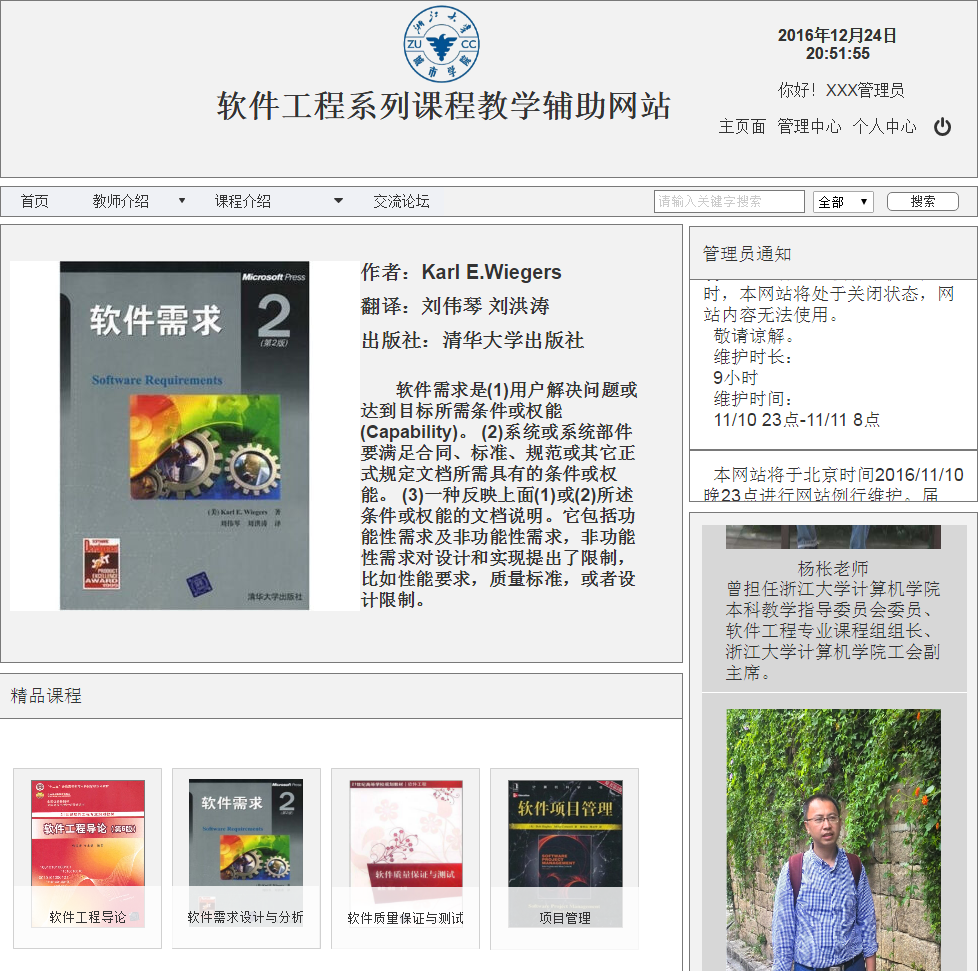 浙江大学
ZU CC
城市学院
软件工程系列课程教学辅助网站
2016年12月24日
20:51:55
你好！XXX管理员
主页面 管理中心 个人中心
首页 教师介绍 ▼ 课程介绍 ▼ 交流论坛
请输入关键字搜索 全部 ▼ 搜索
Microsoft Press
软件需求 2
(第2版)
Software Requirements
(美) Karl E. Wiegers 著
刘伟琴 刘洪涛 译
PRODUCT
EXCELLENCE
AWARD
清华大学出版社
作者：Karl E.Wiegers
翻译：刘伟琴 刘洪涛
出版社：清华大学出版社
软件需求是(1)用户解决问题或
达到目标所需条件或权能
(Capability)。 (2)系统或系统部件
要满足合同、标准、规范或其它正
式规定文档所需具有的条件或权
能。 (3)一种反映上面(1)或(2)所述
条件或权能的文档说明。它包括功
能性需求及非功能性需求，非功能
性需求对设计和实现提出了限制，
比如性能要求，质量标准，或者设
计限制。
管理员通知
时，本网站将处于关闭状态，网
站内容无法使用。
敬请谅解。
维护时长：
9小时
维护时间：
11/10 23点-11/11 8点
本网站将于北京时间2016/11/10
晚23点进行网站例行维护。届
杨枨老师
曾担任浙江大学计算机学院
本科教学指导委员会委员、
软件工程专业课程组组长、
浙江大学计算机学院工会副
主席。
精品课程
软件工程导论
软件工程导论
软件需求 2
Software Requirements
软件需求设计与分析
软件质量保证与测试
软件质量保证与测试
软件项目管理
SOFTWARE
PROJECT
MANAGEMENT
项目管理